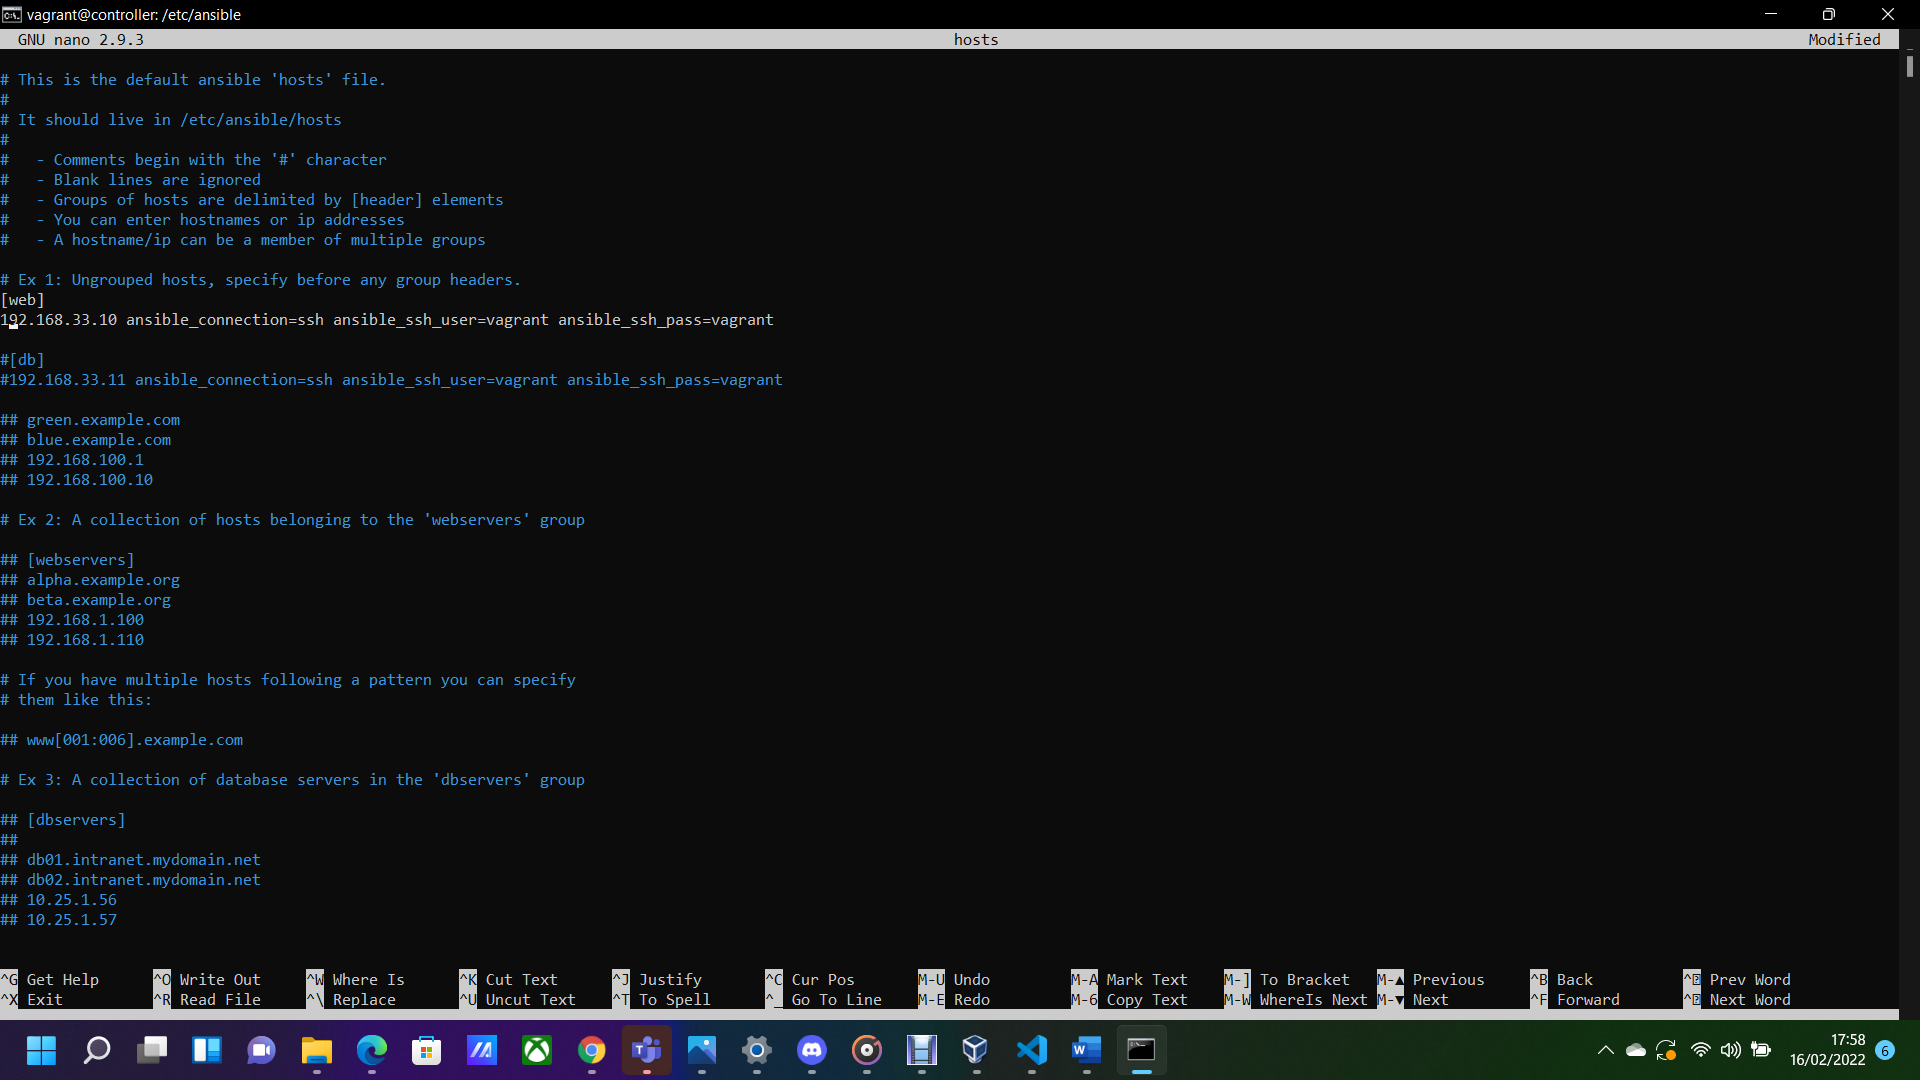 vagrant@controller: /etc/ansible
GNU nano 2.9.3 hosts Modified
# This is the default ansible 'hosts' file.
#
# It should live in /etc/ansible/hosts
#
#   - Comments begin with the '#' character
#   - Blank lines are ignored
#   - Groups of hosts are delimited by [header] elements
#   - You can enter hostnames or ip addresses
#   - A hostname/ip can be a member of multiple groups
# Ex 1: Ungrouped hosts, specify before any group headers.
[web]
192.168.33.10 ansible_connection=ssh ansible_ssh_user=vagrant ansible_ssh_pass=vagrant
#[db]
#192.168.33.11 ansible_connection=ssh ansible_ssh_user=vagrant ansible_ssh_pass=vagrant
## green.example.com
## blue.example.com
## 192.168.100.1
## 192.168.100.10
# Ex 2: A collection of hosts belonging to the 'webservers' group
## [webservers]
## alpha.example.org
## beta.example.org
## 192.168.1.100
## 192.168.1.110
# If you have multiple hosts following a pattern you can specify
# them like this:
## www[001:006].example.com
# Ex 3: A collection of database servers in the 'dbservers' group
## [dbservers]
##
## db01.intranet.mydomain.net
## db02.intranet.mydomain.net
## 10.25.1.56
## 10.25.1.57
^G Get Help ^O Write Out ^W Where Is ^K Cut Text ^J Justify ^C Cur Pos M-U Undo M-A Mark Text M-] To Bracket M-▲ Previous ^B Back ^ Prev Word
^X Exit ^R Read File ^\ Replace ^U Uncut Text ^T To Spell ^_ Go To Line M-E Redo M-6 Copy Text M-W WhereIs Next M-▼ Next ^F Forward ^ Next Word
17:58
16/02/2022 6